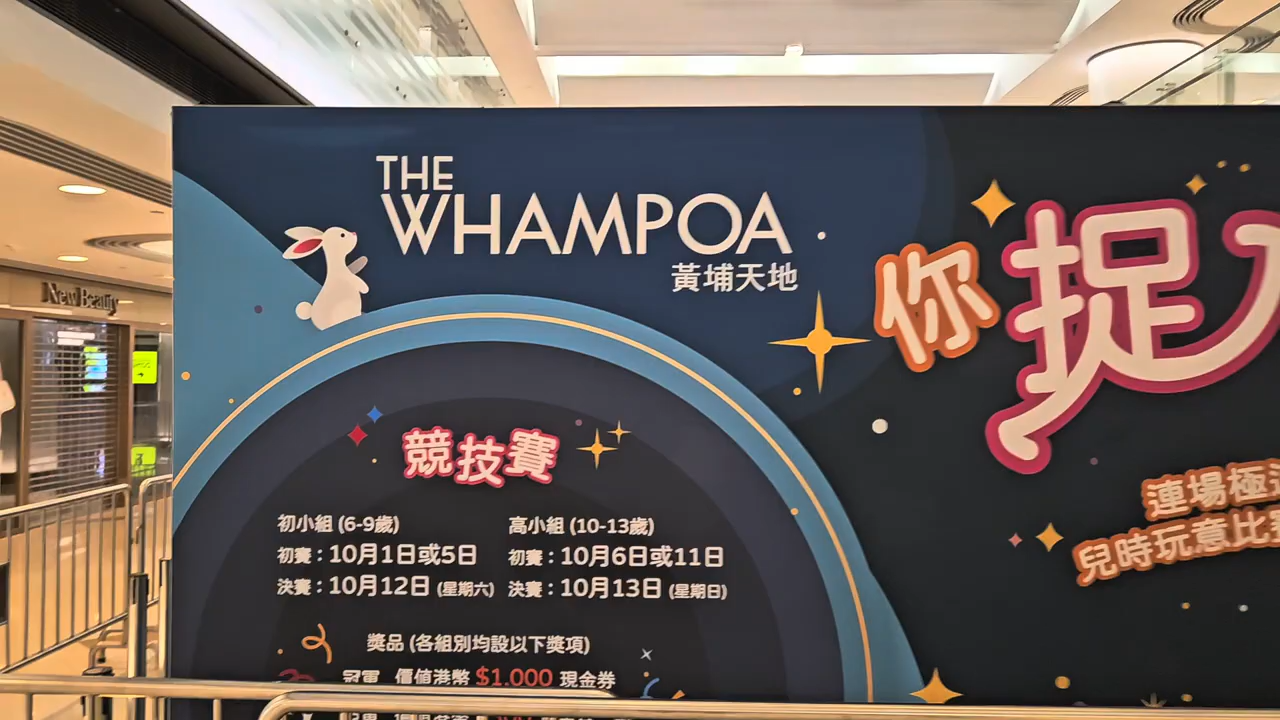 THE
WHAMPOA
黃埔天地
New Beauty
你捉
連場極
兒時玩意比
競技賽
初小組 (6-9歲)
初賽：10月1日或5日
決賽：10月12日 (星期六)
高小組 (10-13歲)
初賽：10月6日或11日
決賽：10月13日 (星期日)
獎品 (各組別均設以下獎項)
冠軍 價值港幣 $1,000 現金券